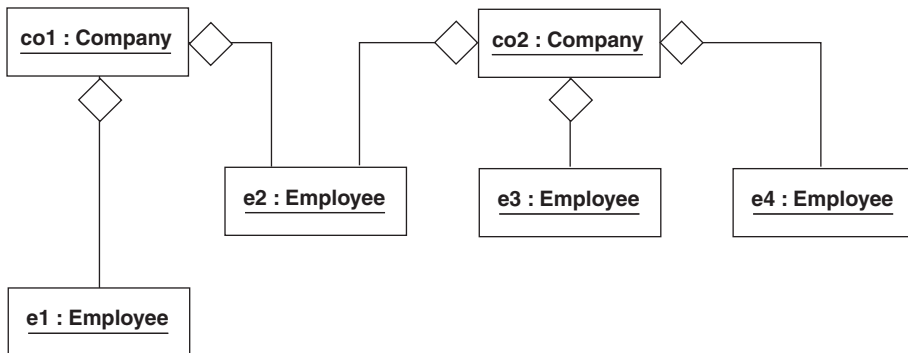 co1 : Company
co2 : Company
e2 : Employee
e3 : Employee
e4 : Employee
e1 : Employee